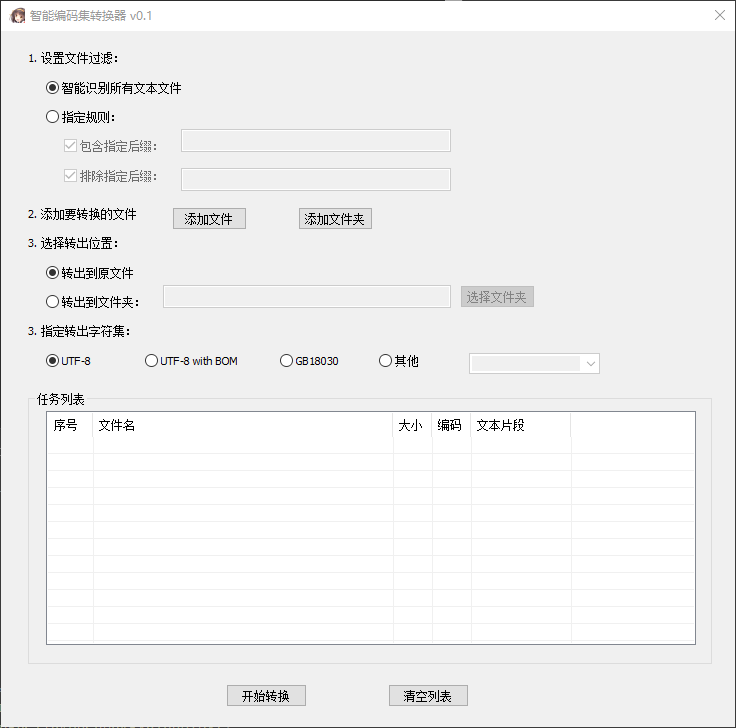 智能编码集转换器 v0.1
1. 设置文件过滤:
智能识别所有文本文件
指定规则:
包含指定后缀:
排除指定后缀:
2. 添加要转换的文件 添加文件 添加文件夹
3. 选择转出位置:
转出到原文件
转出到文件夹: 选择文件夹
3. 指定转出字符集:
UTF-8 UTF-8 with BOM GB18030 其他
任务列表
序号 文件名 大小 编码 文本片段
开始转换 清空列表